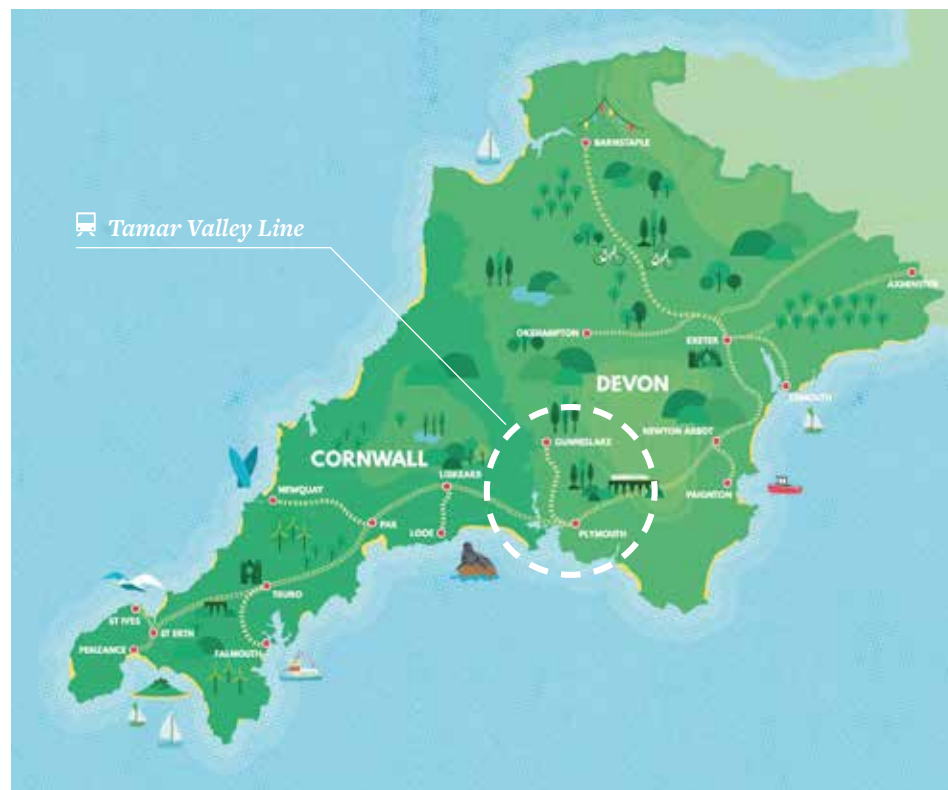 BARNSTAPLE
Tamar Valley Line
AXMINSTER
OKEHAMPTON
EXETER
DEVON
EXMOUTH
GUNNISLAKE
NEWTON ABBOT
CORNWALL
LISKEARD
NEWQUAY
PAIGNTON
PAR
LOOE
PLYMOUTH
TRURO
ST IVES
ST ERTH
PENZANCE
FALMOUTH